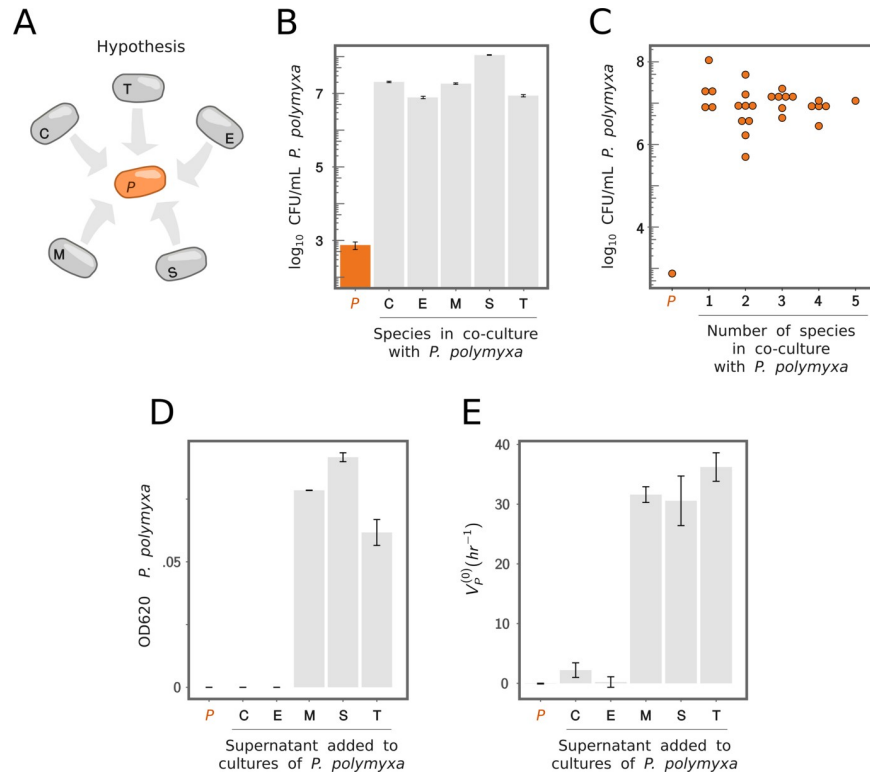 A
Hypothesis
T
C
E
P
M
S
B
log10 CFU/mL P. polymyxa
7
5
3
P C E M S T
Species in co-culture
with P. polymyxa
C
log10 CFU/mL P. polymyxa
8
6
4
P 1 2 3 4 5
Number of species
in co-culture
with P. polymyxa
D
OD620 P. polymyxa
.05
0
P C E M S T
Supernatant added to
cultures of P. polymyxa
E
V_P^(0)(hr^−1)
40
30
20
10
0
P C E M S T
Supernatant added to
cultures of P. polymyxa